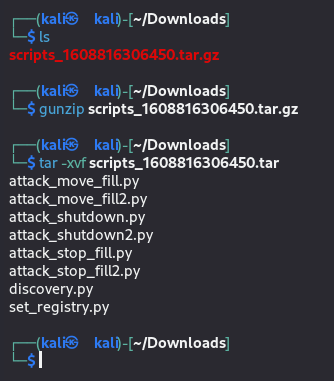 ┌──(kali㉿ kali)-[~/Downloads]
└─$ ls
scripts_1608816306450.tar.gz
┌──(kali㉿ kali)-[~/Downloads]
└─$ gunzip scripts_1608816306450.tar.gz
┌──(kali㉿ kali)-[~/Downloads]
└─$ tar -xvf scripts_1608816306450.tar
attack_move_fill.py
attack_move_fill2.py
attack_shutdown.py
attack_shutdown2.py
attack_stop_fill.py
attack_stop_fill2.py
discovery.py
set_registry.py
┌──(kali㉿ kali)-[~/Downloads]
└─$